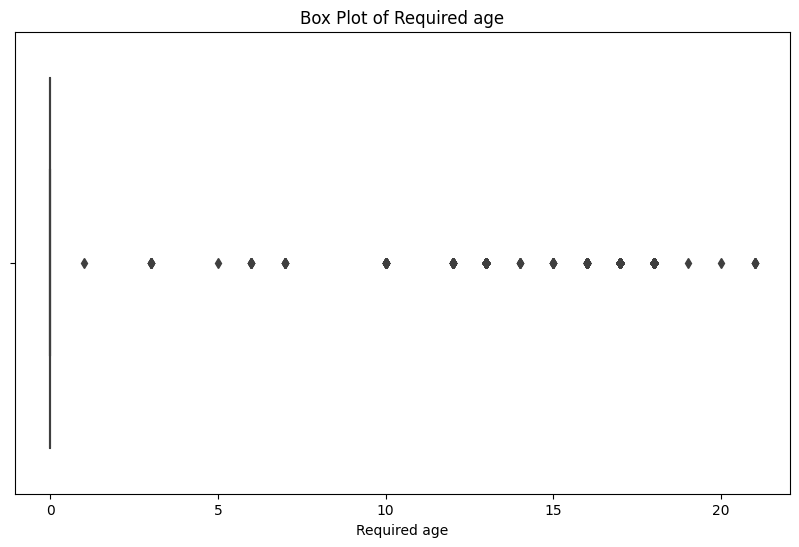 Box Plot of Required age
0 5 10 15 20
Required age